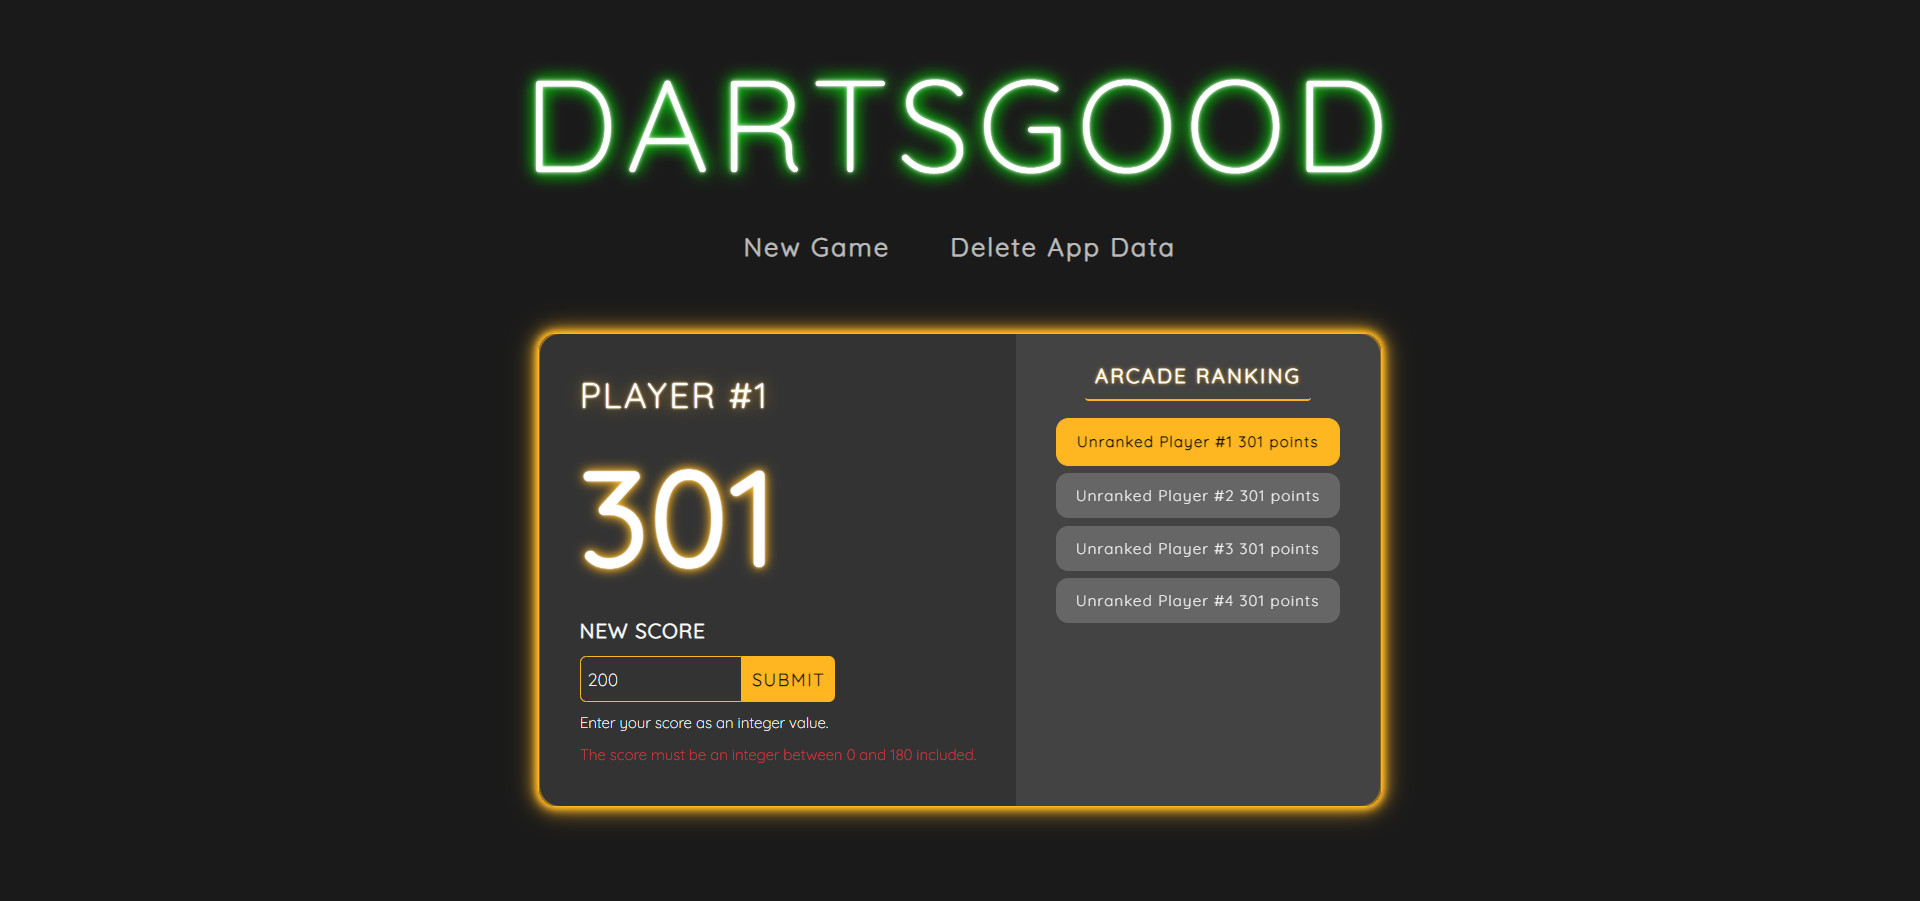 DARTSGOOD
New Game
Delete App Data
PLAYER #1
301
NEW SCORE
200
SUBMIT
Enter your score as an integer value.
The score must be an integer between 0 and 180 included.
ARCADE RANKING
Unranked Player #1 301 points
Unranked Player #2 301 points
Unranked Player #3 301 points
Unranked Player #4 301 points